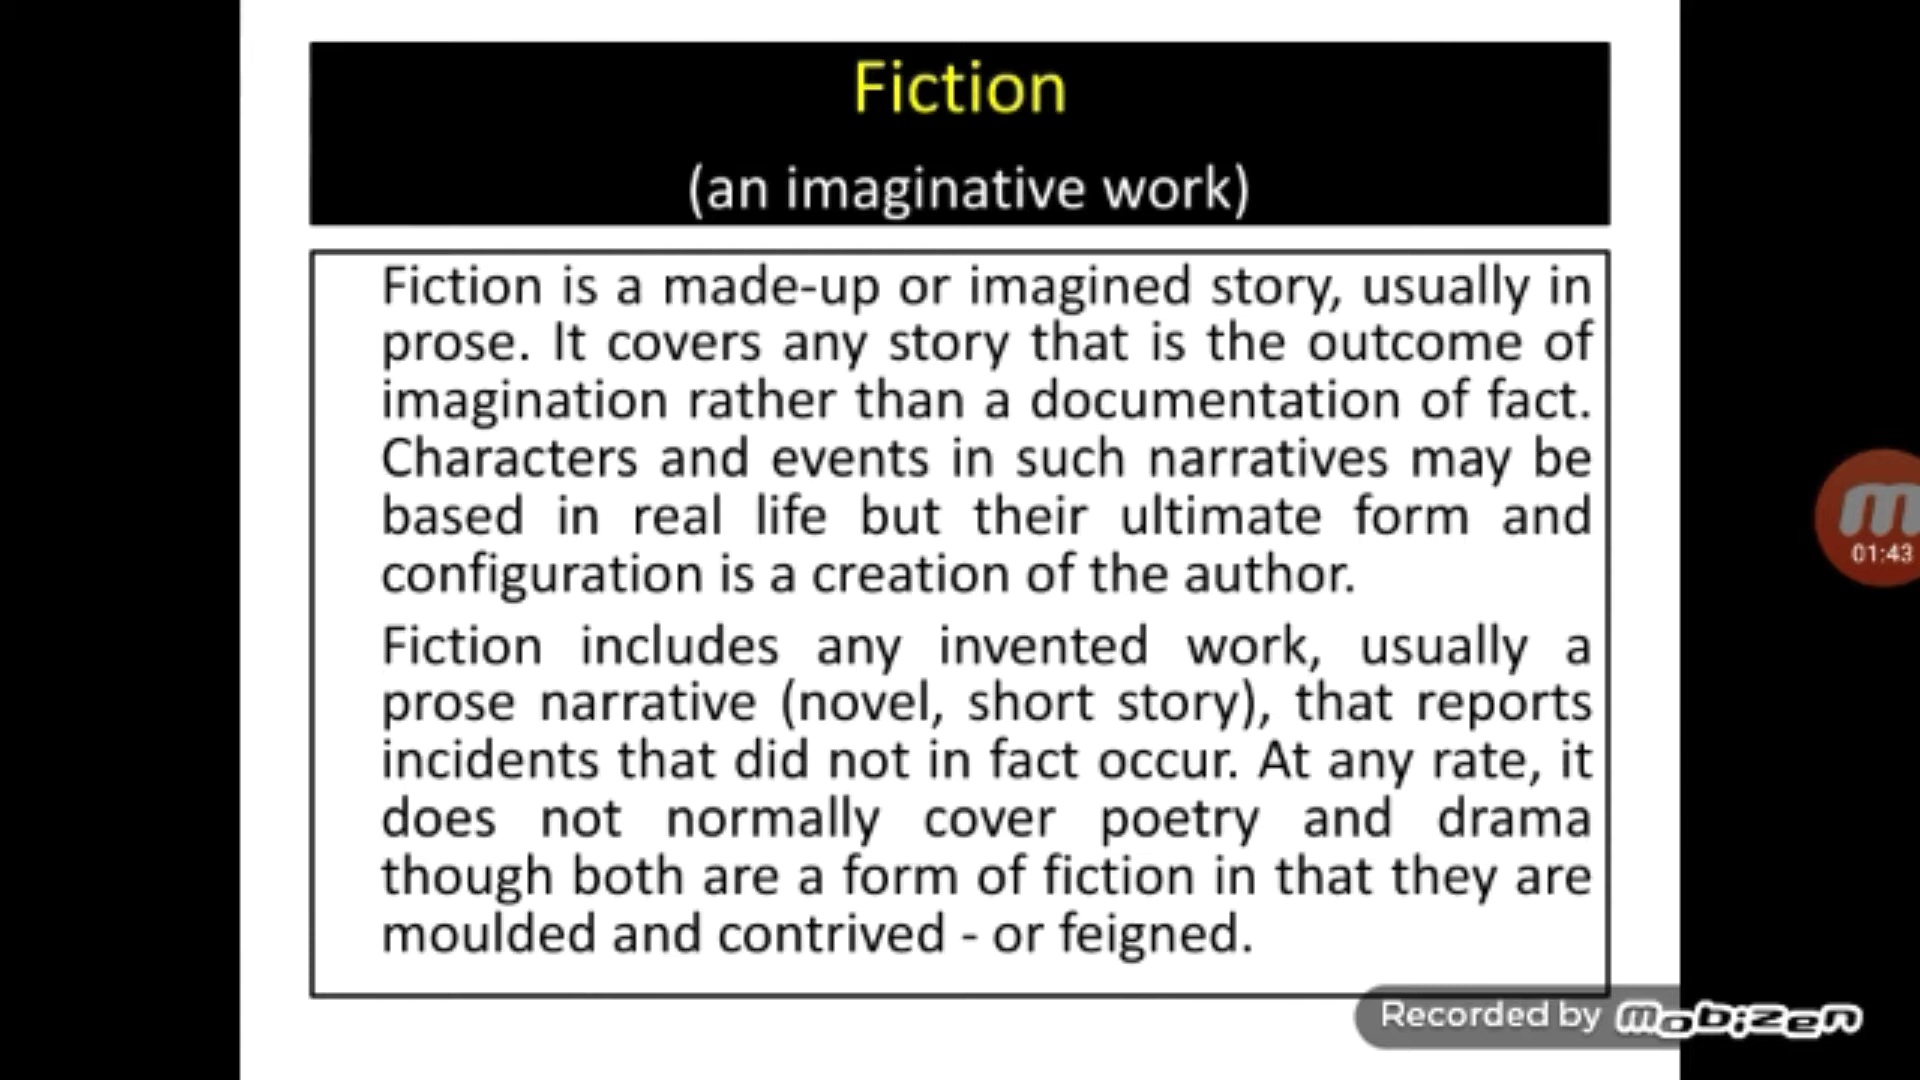 Fiction
(an imaginative work)
Fiction is a made-up or imagined story, usually in
prose. It covers any story that is the outcome of
imagination rather than a documentation of fact.
Characters and events in such narratives may be
based in real life but their ultimate form and
configuration is a creation of the author.
Fiction includes any invented work, usually a
prose narrative (novel, short story), that reports
incidents that did not in fact occur. At any rate, it
does not normally cover poetry and drama
though both are a form of fiction in that they are
moulded and contrived - or feigned.
m
01:43
Recorded by mobizen